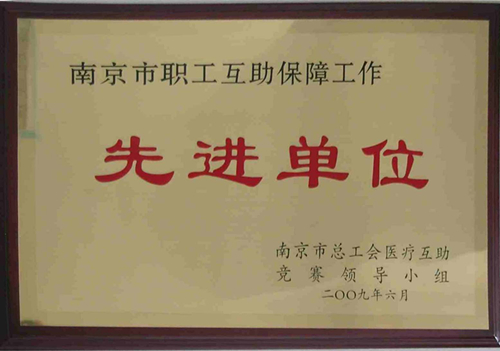 南京市职工互助保障工作
先进单位
南京市总工会医疗互助
竞赛领导小组
二〇〇九年六月